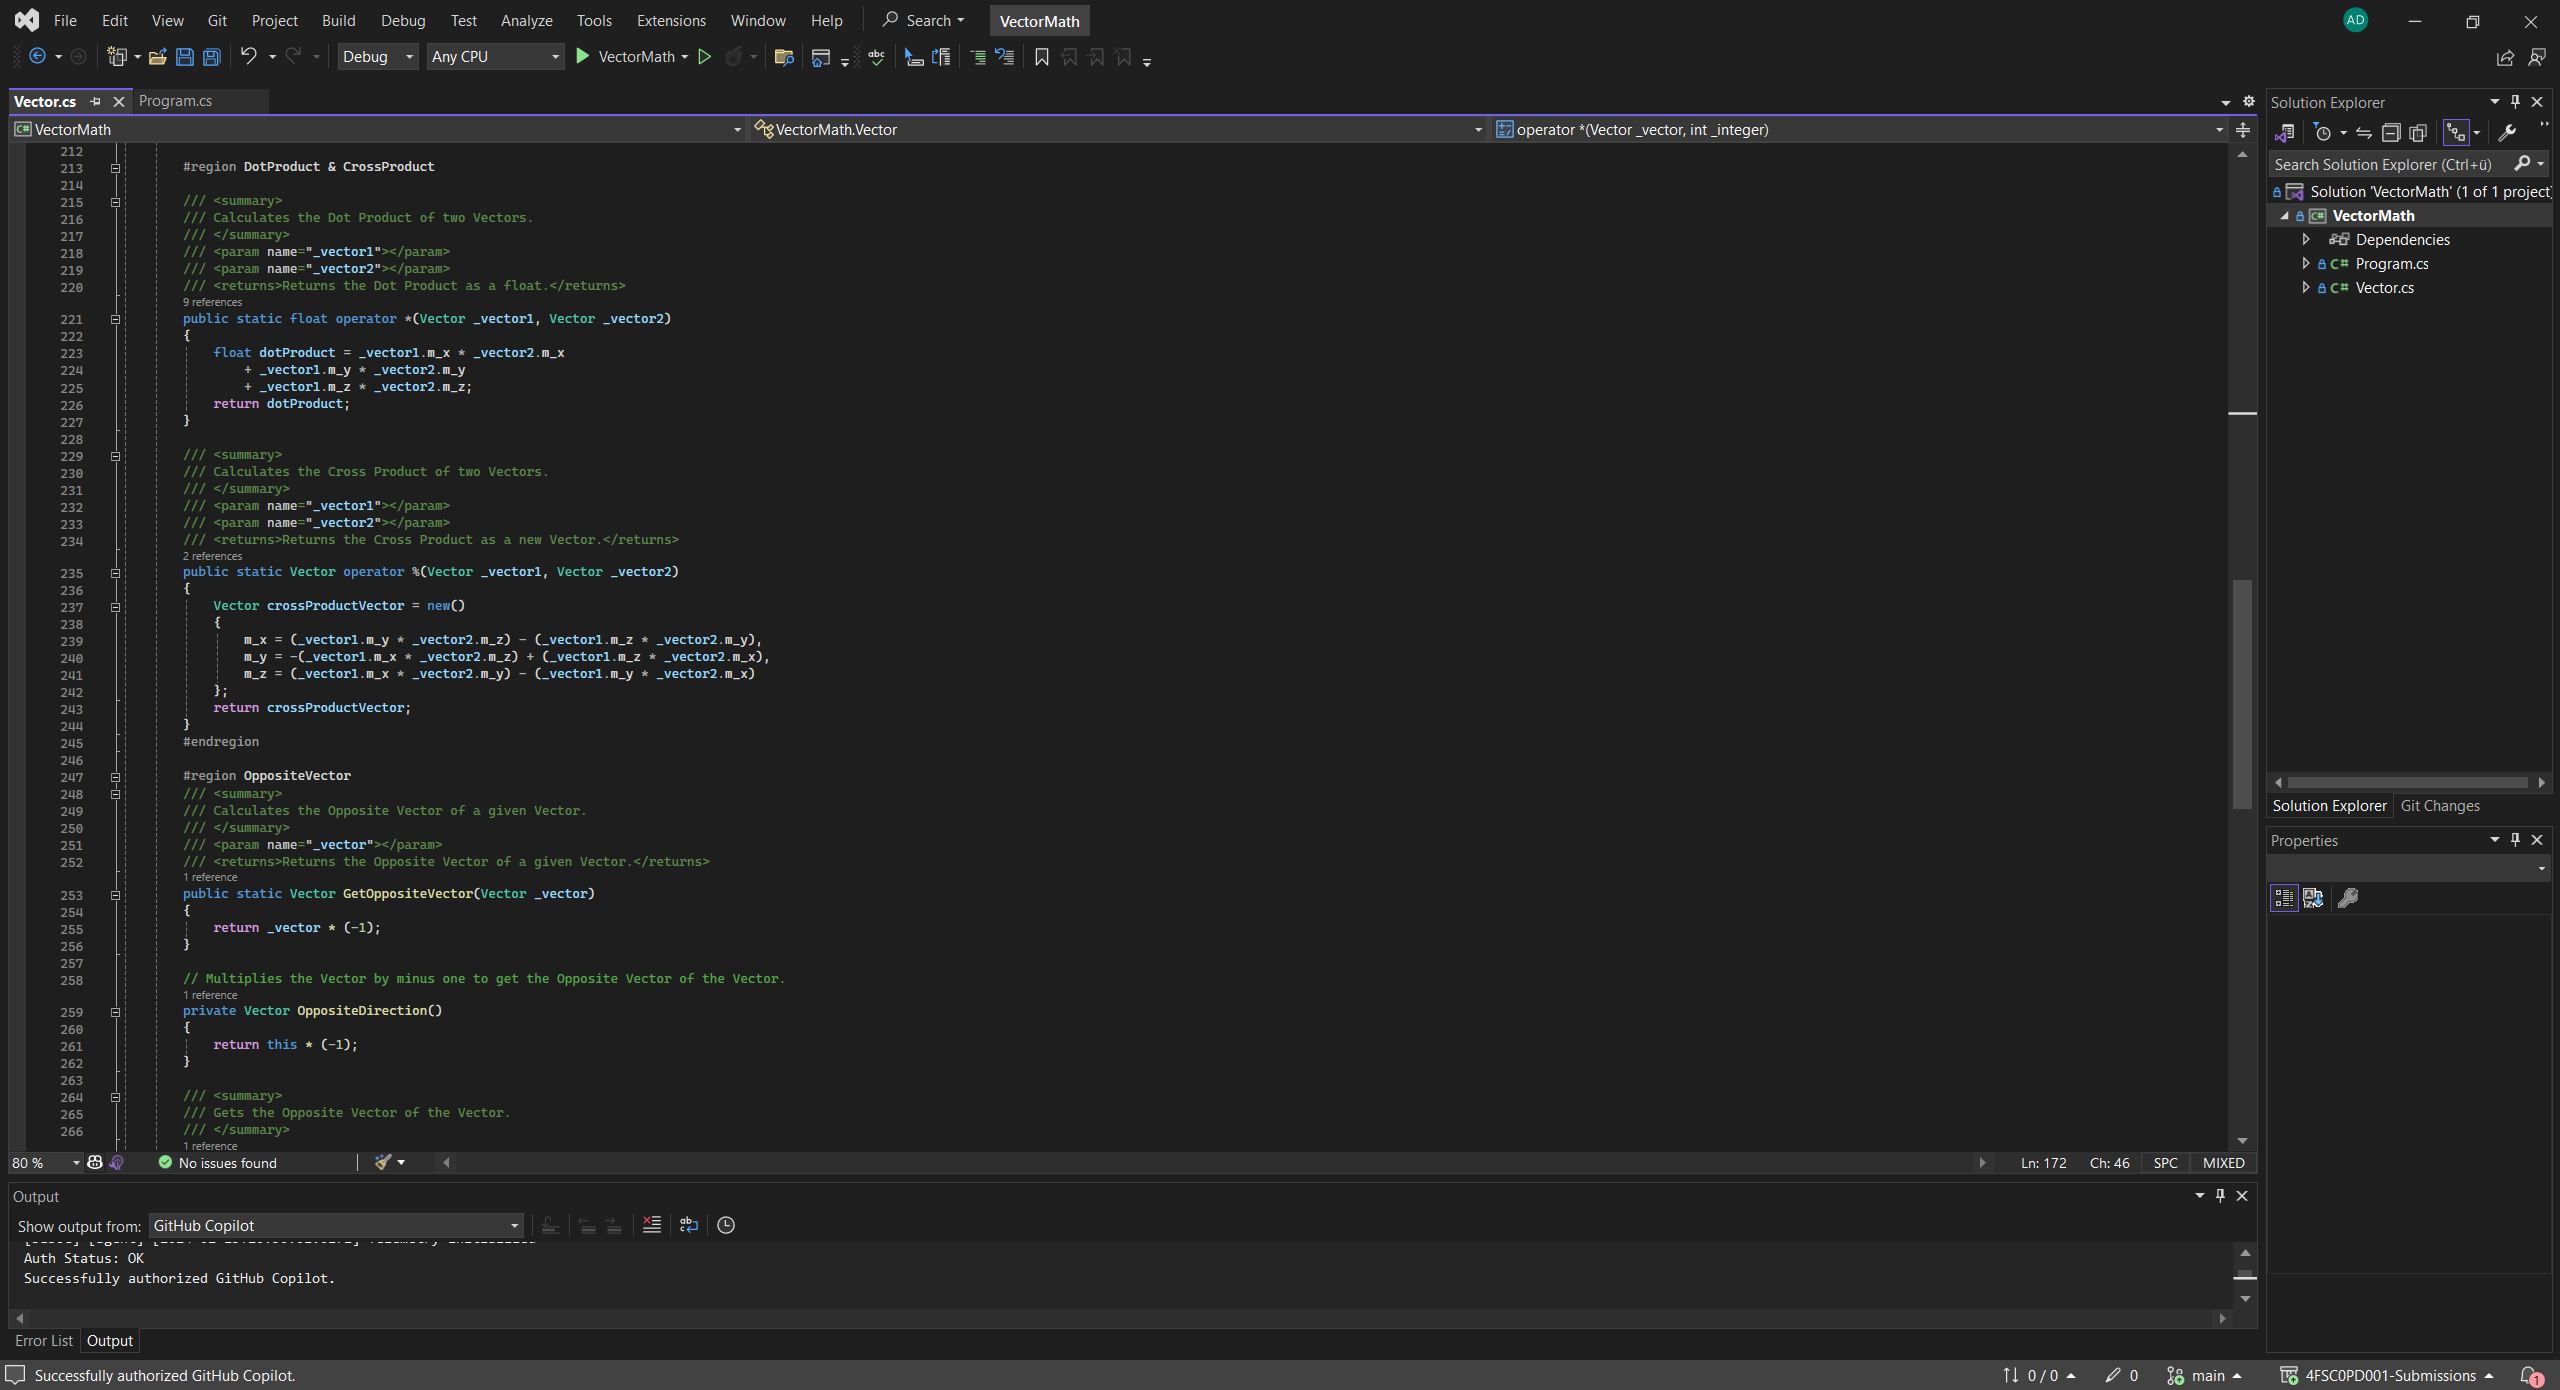 File Edit View Git Project Build Debug Test Analyze Tools Extensions Window Help Search VectorMath AD
Debug Any CPU VectorMath
Vector.cs Program.cs
VectorMath VectorMath.Vector operator *(Vector _vector, int _integer)
212
213 #region DotProduct & CrossProduct
214
215 /// <summary>
216 /// Calculates the Dot Product of two Vectors.
217 /// </summary>
218 /// <param name="_vector1"></param>
219 /// <param name="_vector2"></param>
220 /// <returns>Returns the Dot Product as a float.</returns>
9 references
221 public static float operator *(Vector _vector1, Vector _vector2)
222 {
223 float dotProduct = _vector1.m_x * _vector2.m_x
224 + _vector1.m_y * _vector2.m_y
225 + _vector1.m_z * _vector2.m_z;
226 return dotProduct;
227 }
228
229 /// <summary>
230 /// Calculates the Cross Product of two Vectors.
231 /// </summary>
232 /// <param name="_vector1"></param>
233 /// <param name="_vector2"></param>
234 /// <returns>Returns the Cross Product as a new Vector.</returns>
2 references
235 public static Vector operator %(Vector _vector1, Vector _vector2)
236 {
237 Vector crossProductVector = new()
238 {
239 m_x = (_vector1.m_y * _vector2.m_z) - (_vector1.m_z * _vector2.m_y),
240 m_y = -(_vector1.m_x * _vector2.m_z) + (_vector1.m_z * _vector2.m_x),
241 m_z = (_vector1.m_x * _vector2.m_y) - (_vector1.m_y * _vector2.m_x)
242 };
243 return crossProductVector;
244 }
245 #endregion
246
247 #region OppositeVector
248 /// <summary>
249 /// Calculates the Opposite Vector of a given Vector.
250 /// </summary>
251 /// <param name="_vector"></param>
252 /// <returns>Returns the Opposite Vector of a given Vector.</returns>
1 reference
253 public static Vector GetOppositeVector(Vector _vector)
254 {
255 return _vector * (-1);
256 }
257
258 // Multiplies the Vector by minus one to get the Opposite Vector of the Vector.
1 reference
259 private Vector OppositeDirection()
260 {
261 return this * (-1);
262 }
263
264 /// <summary>
265 /// Gets the Opposite Vector of the Vector.
266 /// </summary>
1 reference
80 % No issues found Ln: 172 Ch: 46 SPC MIXED
Output
Show output from: GitHub Copilot
Auth Status: OK
Successfully authorized GitHub Copilot.
Error List Output
Solution Explorer
Search Solution Explorer (Ctrl+ü)
Solution 'VectorMath' (1 of 1 project)
VectorMath
Dependencies
C# Program.cs
C# Vector.cs
Solution Explorer Git Changes
Properties
Successfully authorized GitHub Copilot. 0 / 0 0 main 4FSC0PD001-Submissions 1